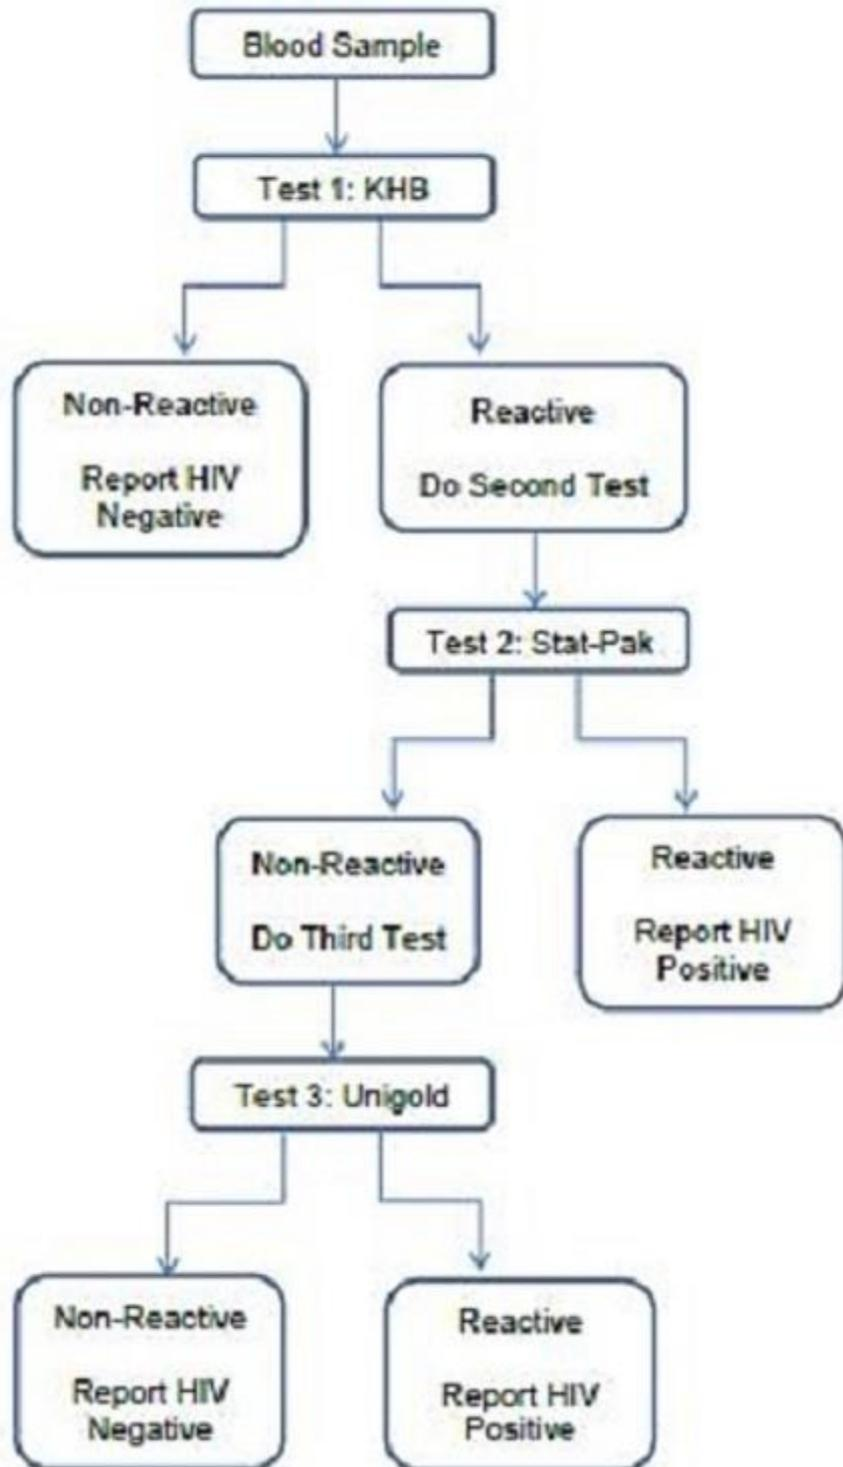 Blood Sample
Test 1: KHB
Non-Reactive
Report HIV
Negative
Reactive
Do Second Test
Test 2: Stat-Pak
Non-Reactive
Do Third Test
Reactive
Report HIV
Positive
Test 3: Unigold
Non-Reactive
Report HIV
Negative
Reactive
Report HIV
Positive